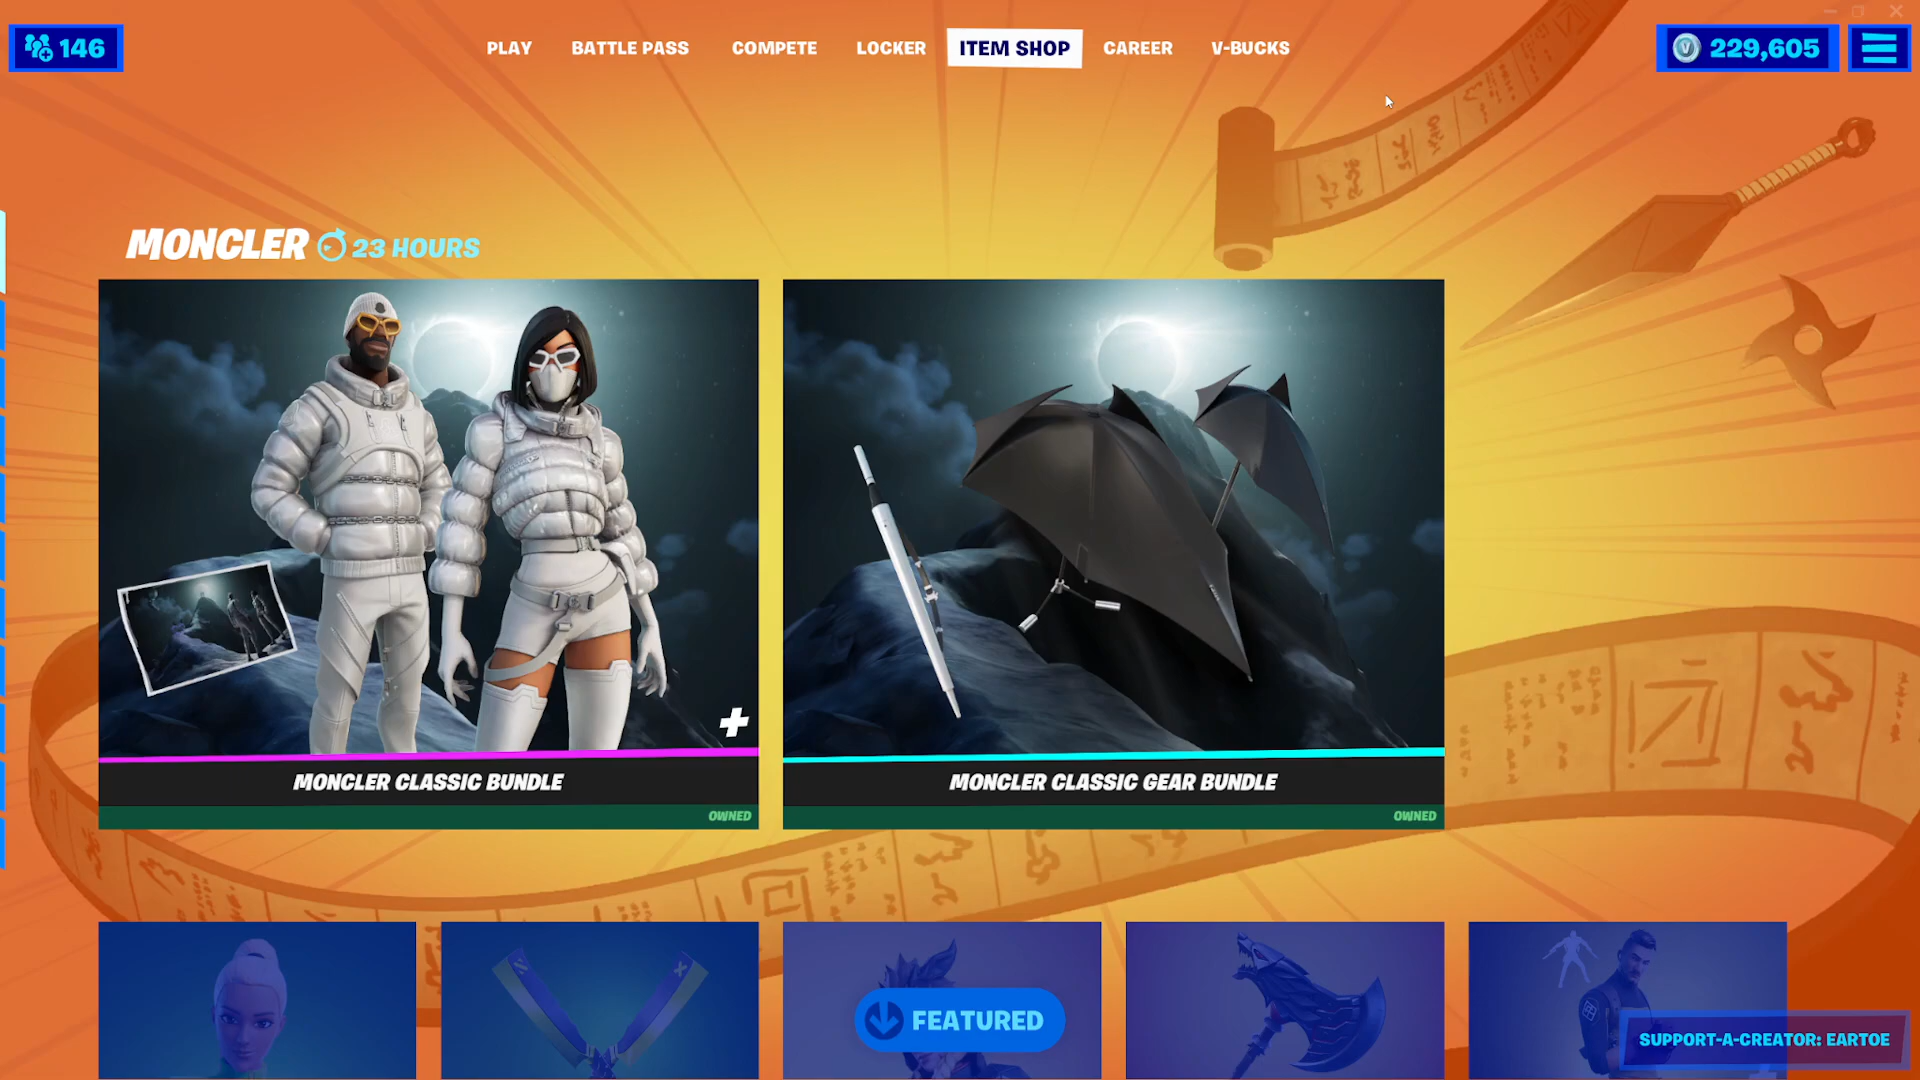 146
PLAY
BATTLE PASS
COMPETE
LOCKER
ITEM SHOP
CAREER
V-BUCKS
229,605
MONCLER 23 HOURS
MONCLER CLASSIC BUNDLE
OWNED
MONCLER CLASSIC GEAR BUNDLE
OWNED
FEATURED
SUPPORT-A-CREATOR: EARTOE